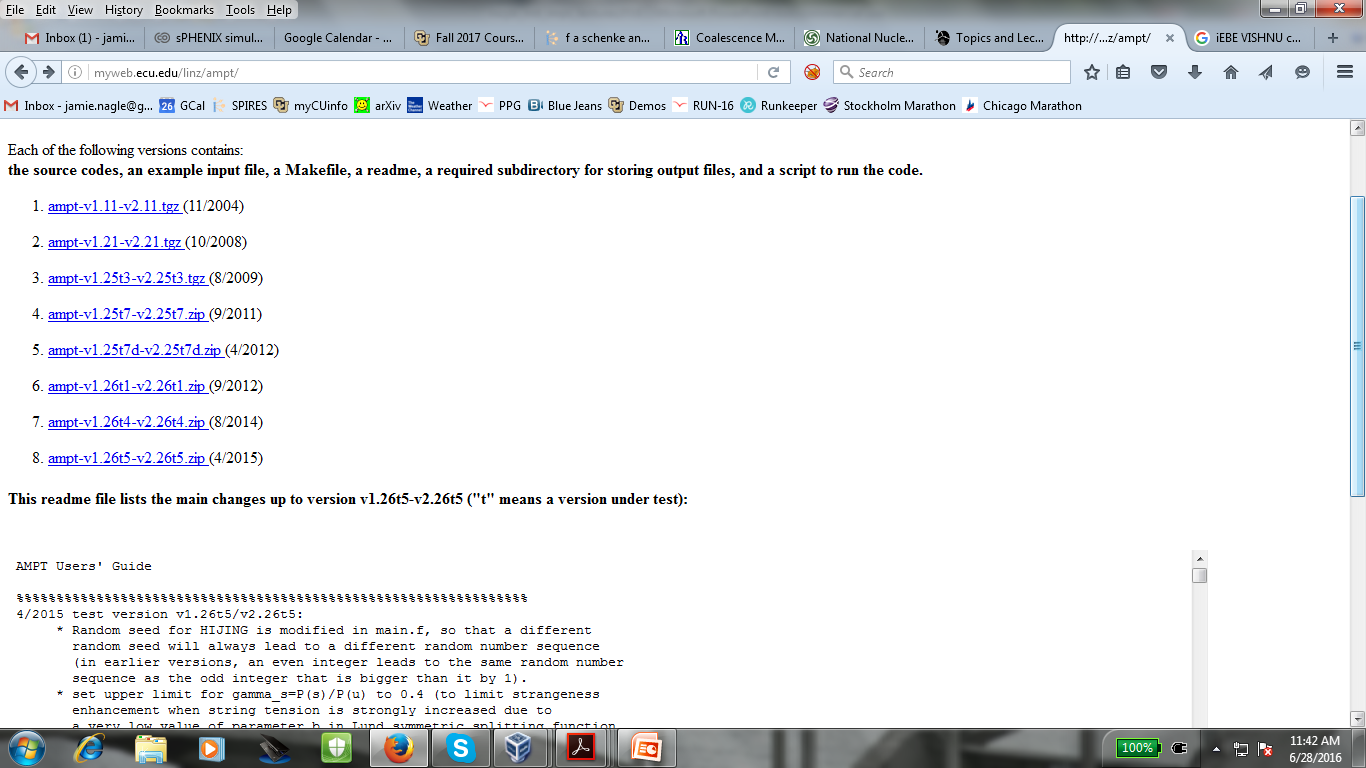 File Edit View History Bookmarks Tools Help
Inbox (1) - jami... sPHENIX simul... Google Calendar - ... Fall 2017 Cours... f a schenke an... Coalescence M... National Nucle... Topics and Lec... http://...z/ampt/ iEBE VISHNU c...
myweb.ecu.edu/linz/ampt/ Search
Inbox - jamie.nagle@g... 26 GCal SPIRES myCUinfo arXiv Weather PPG Blue Jeans Demos RUN-16 Runkeeper Stockholm Marathon Chicago Marathon
Each of the following versions contains:
the source codes, an example input file, a Makefile, a readme, a required subdirectory for storing output files, and a script to run the code.
1. ampt-v1.11-v2.11.tgz (11/2004)
2. ampt-v1.21-v2.21.tgz (10/2008)
3. ampt-v1.25t3-v2.25t3.tgz (8/2009)
4. ampt-v1.25t7-v2.25t7.zip (9/2011)
5. ampt-v1.25t7d-v2.25t7d.zip (4/2012)
6. ampt-v1.26t1-v2.26t1.zip (9/2012)
7. ampt-v1.26t4-v2.26t4.zip (8/2014)
8. ampt-v1.26t5-v2.26t5.zip (4/2015)
This readme file lists the main changes up to version v1.26t5-v2.26t5 ("t" means a version under test):
AMPT Users' Guide
%%%%%%%%%%%%%%%%%%%%%%%%%%%%%%%%%%%%%%%%%%%%%%%%%%%%%%%%%%%%%%%%
4/2015 test version v1.26t5/v2.26t5:
* Random seed for HIJING is modified in main.f, so that a different
random seed will always lead to a different random number sequence
(in earlier versions, an even integer leads to the same random number
sequence as the odd integer that is bigger than it by 1).
* set upper limit for gamma_s=P(s)/P(u) to 0.4 (to limit strangeness
enhancement when string tension is strongly increased due to
a very low value of parameter b in Lund symmetric splitting function
100% 11:42 AM
6/28/2016